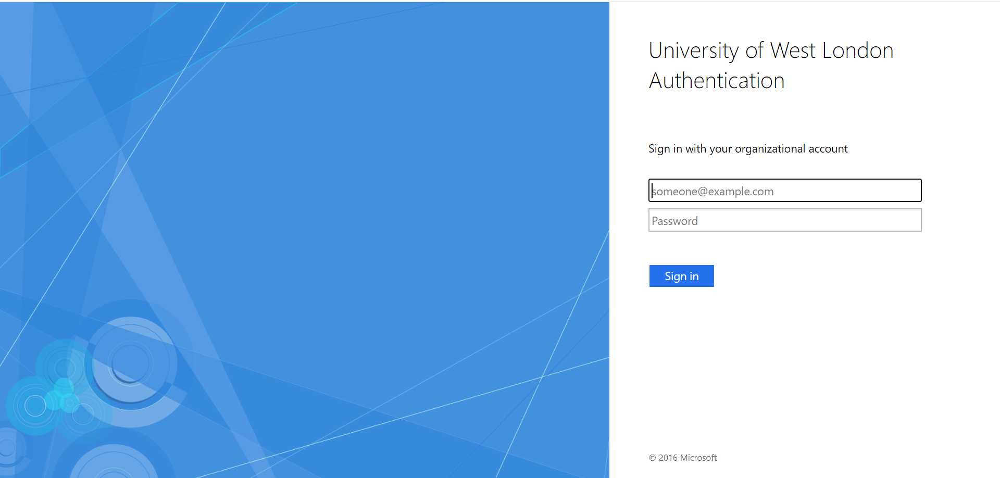 University of West London
Authentication
Sign in with your organizational account
someone@example.com
Password
Sign in
© 2016 Microsoft